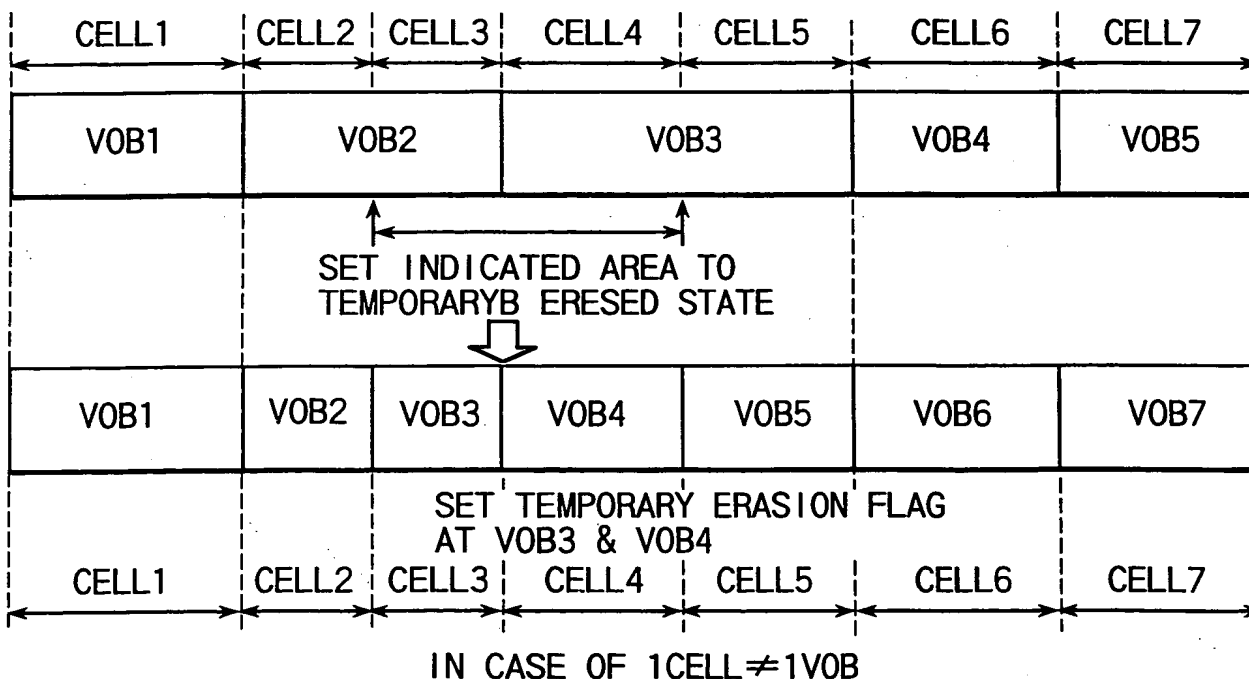 CELL1 CELL2 CELL3 CELL4 CELL5 CELL6 CELL7
VOB1 VOB2 VOB3 VOB4 VOB5
SET INDICATED AREA TO
TEMPORARYB ERESED STATE
VOB1 VOB2 VOB3 VOB4 VOB5 VOB6 VOB7
SET TEMPORARY ERASION FLAG
AT VOB3 & VOB4
CELL1 CELL2 CELL3 CELL4 CELL5 CELL6 CELL7
IN CASE OF 1CELL≠1VOB